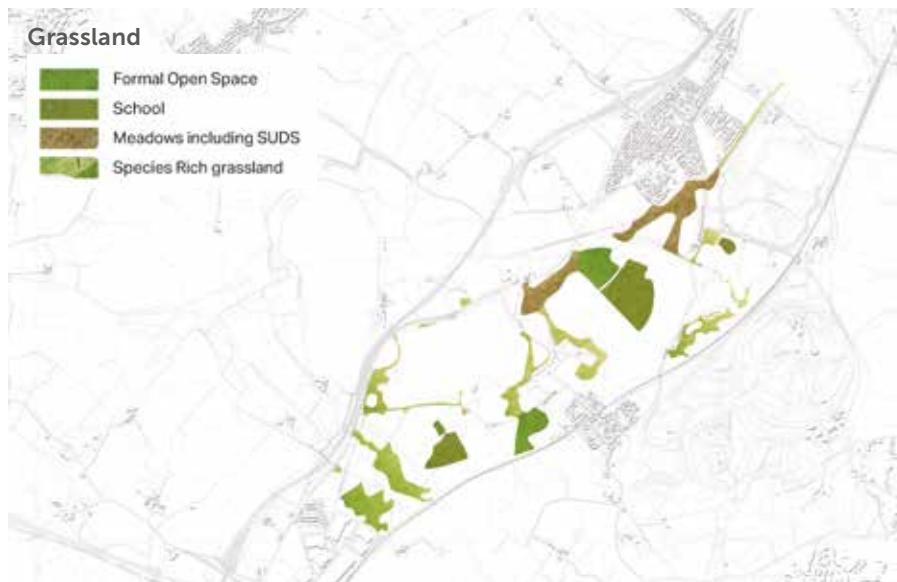 Grassland
Formal Open Space
School
Meadows including SUDS
Species Rich grassland